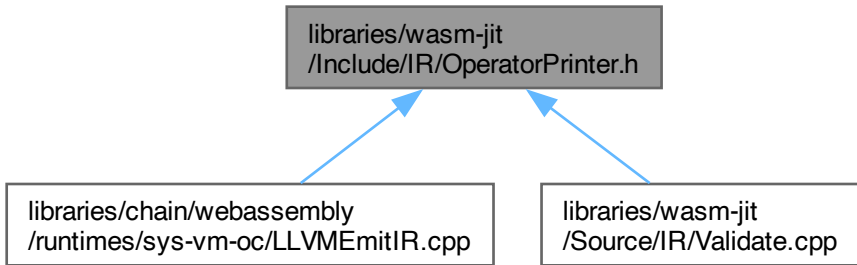 libraries/wasm-jit
/Include/IR/OperatorPrinter.h
libraries/chain/webassembly
/runtimes/sys-vm-oc/LLVMEmitIR.cpp
libraries/wasm-jit
/Source/IR/Validate.cpp